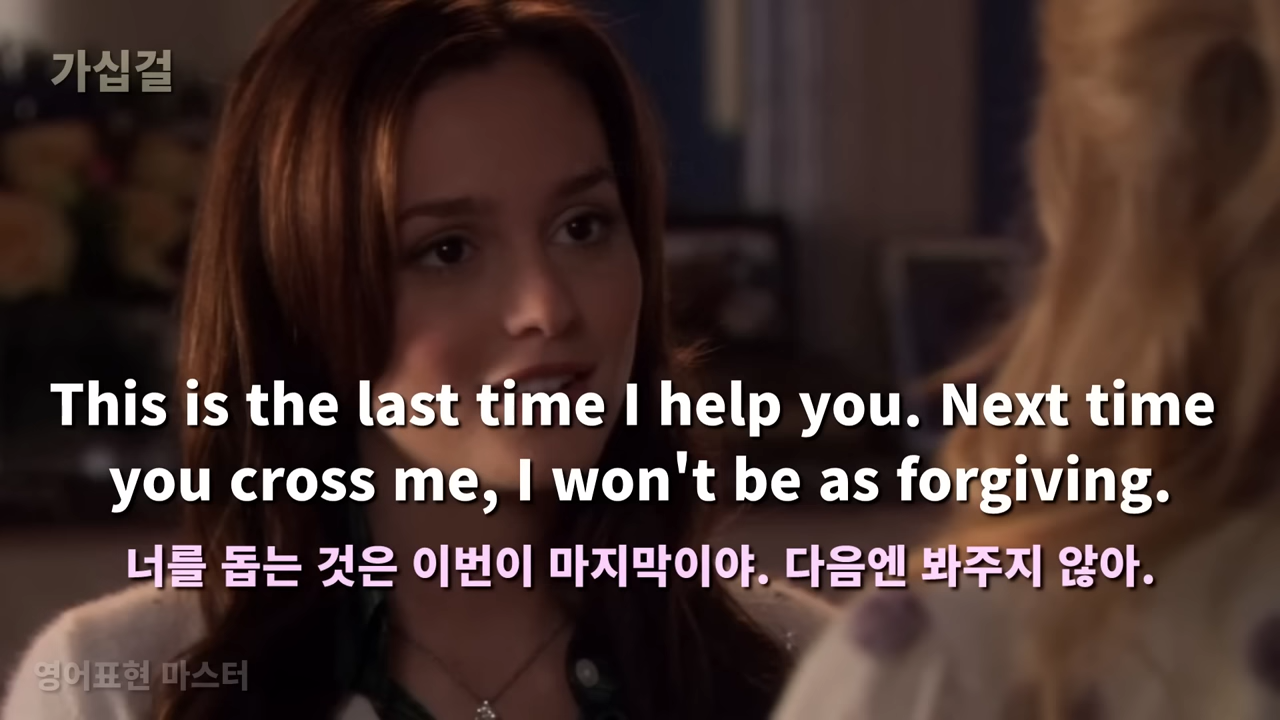 가십걸
This is the last time I help you. Next time
you cross me, I won't be as forgiving.
너를 돕는 것은 이번이 마지막이야. 다음엔 봐주지 않아.
영어표현 마스터